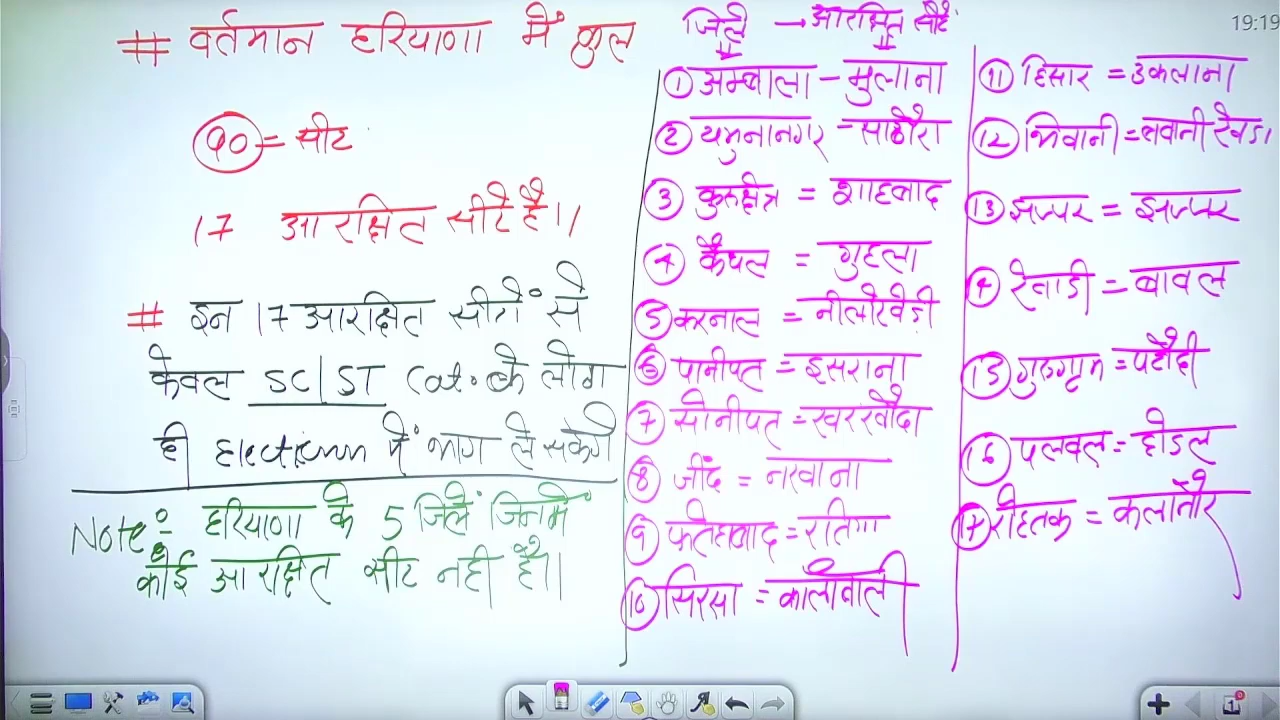 # वर्तमान हरियाणा में कुल
90 = सीट
17 आरक्षित सीटें है।।
# इन 17 आरक्षित सीटों से
केवल SC/ST Cat. के लोग
ही Election में भाग ले सकेंगे
Note:- हरियाणा के 5 जिलें जिनमें
कोई आरक्षित सीट नही है।।
जिले → आरक्षित सीटें
① अम्बाला - मुलाना
② यमुनानगर - साढौरा
③ कुरुक्षेत्र = शाहबाद
④ कैथल = गुहला
⑤ करनाल = नीलोखेड़ी
⑥ पानीपत = इसराना
⑦ सोनीपत = खरखौदा
⑧ जींद = नरवाना
⑨ फतेहाबाद = रतिया
⑩ सिरसा = कालांवाली
⑪ हिसार = उकलाना
⑫ भिवानी = बवानी खेड़ा
⑬ झज्जर = झज्जर
⑭ रेवाडी = बावल
⑮ गुरुग्राम = पटौदी
⑯ पलवल = होडल
⑰ रोहतक = कलानौर
19:19